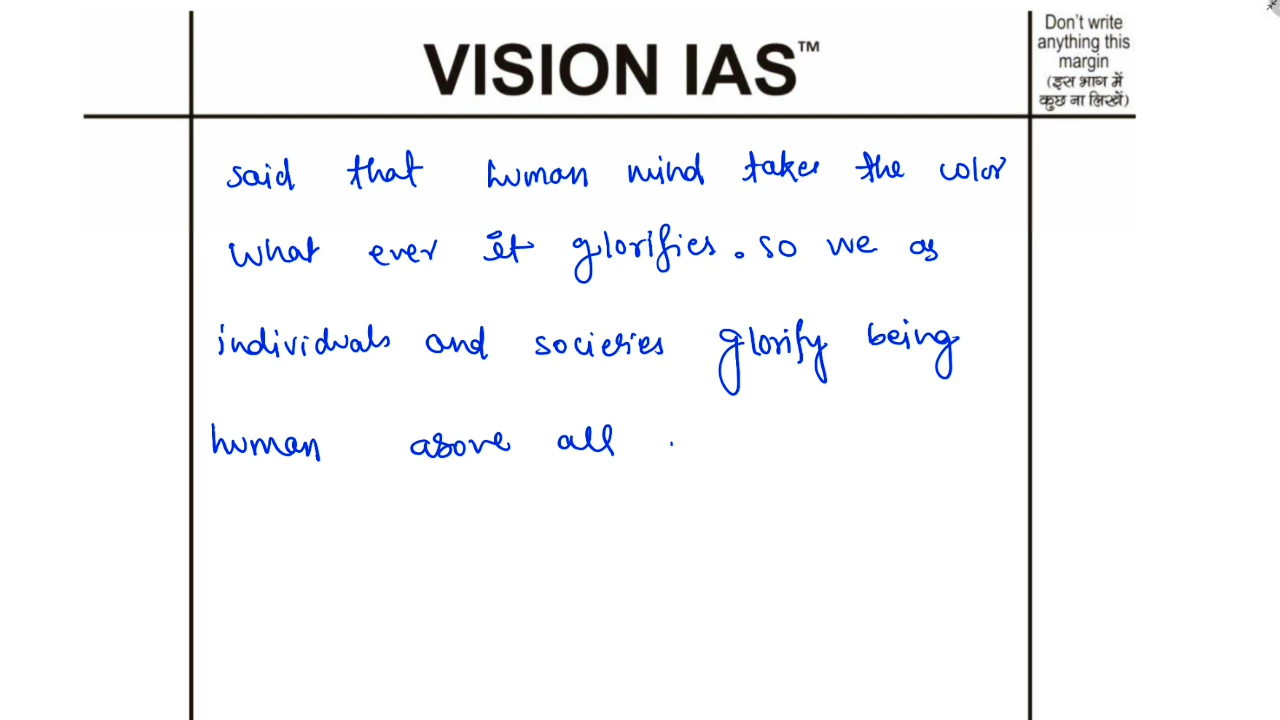 VISION IAS™
Don't write
anything this
margin
(इस भाग में
कुछ ना लिखें)
said that human mind takes the color
what ever it glorifies. so we as
individuals and societies glorify being
human above all .